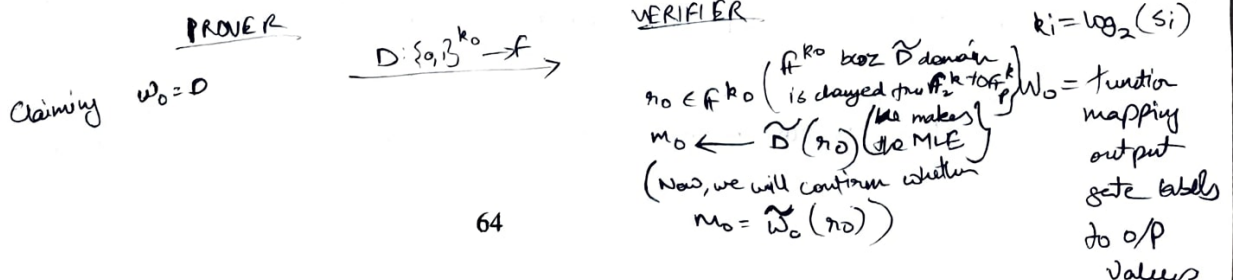 PROVER
Claiming W₀ = D
D: {0,1}^k₀ → F
VERIFIER
r₀ ∈ F^k₀ (F^k₀ bcoz D̃ domain
is changed from F₂^k to F_p^k)
m₀ ← D̃(r₀) (he makes
the MLE)
(Now, we will confirm whether
m₀ = W̃₀(r₀))
kᵢ = log₂(Sᵢ)
W₀ = function
mapping
output
gate labels
to O/P
values
64